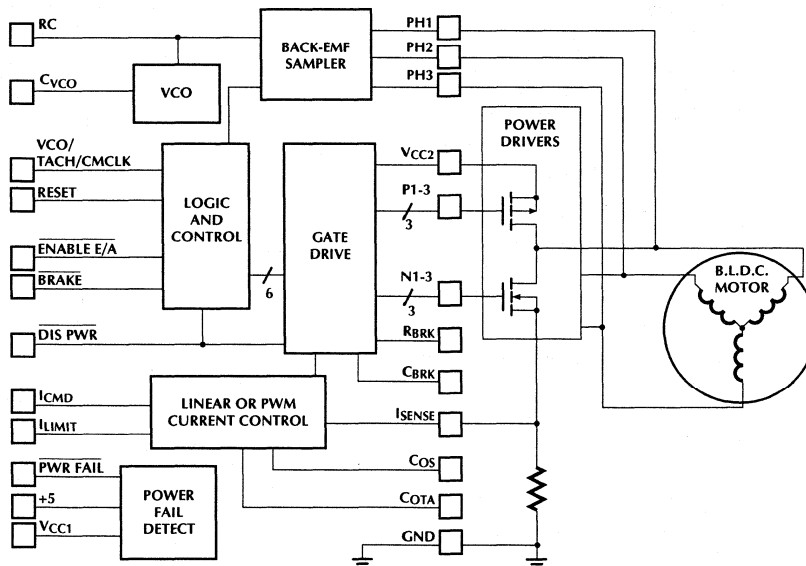 RC
BACK-EMF
SAMPLER
PH1
PH2
PH3
CVCO
VCO
POWER
DRIVERS
VCO/
TACH/CMCLK
RESET
LOGIC
AND
CONTROL
GATE
DRIVE
VCC2
P1-3
3
ENABLE E/A
BRAKE
6
N1-3
3
B.L.D.C.
MOTOR
DIS PWR
RBRK
CBRK
ICMD
ILIMIT
LINEAR OR PWM
CURRENT CONTROL
ISENSE
PWR FAIL
+5
VCC1
POWER
FAIL
DETECT
COS
COTA
GND